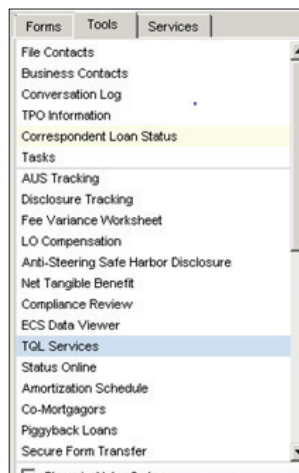 Forms Tools Services
File Contacts
Business Contacts
Conversation Log
TPO Information
Correspondent Loan Status
Tasks
AUS Tracking
Disclosure Tracking
Fee Variance Worksheet
LO Compensation
Anti-Steering Safe Harbor Disclosure
Net Tangible Benefit
Compliance Review
ECS Data Viewer
TQL Services
Status Online
Amortization Schedule
Co-Mortgagors
Piggyback Loans
Secure Form Transfer